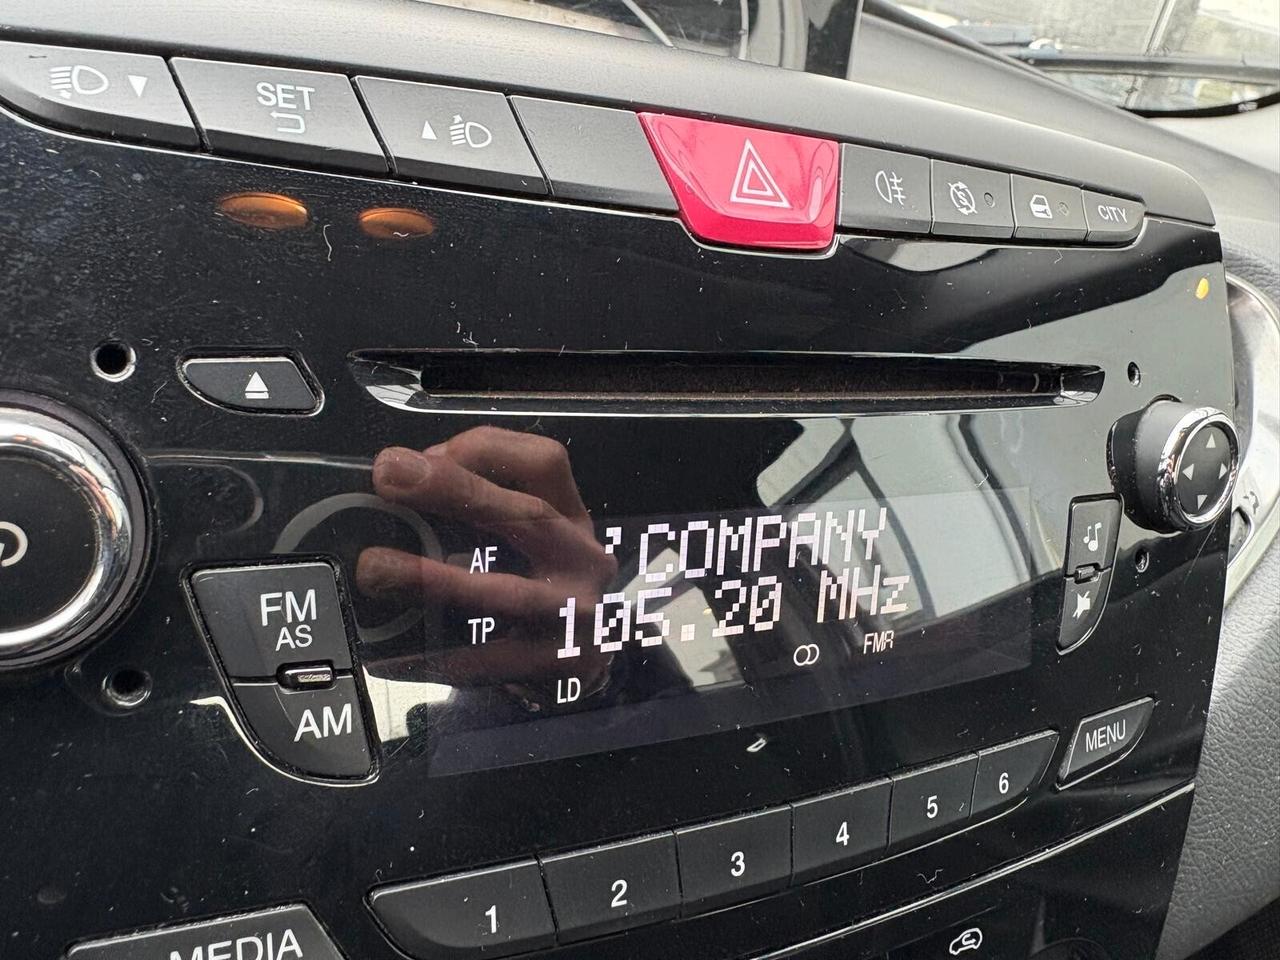 SET
CITY
AF
'COMPANY
TP
105.20 MHz
LD
FMA
FM
AS
AM
MENU
1
2
3
4
5
6
MEDIA